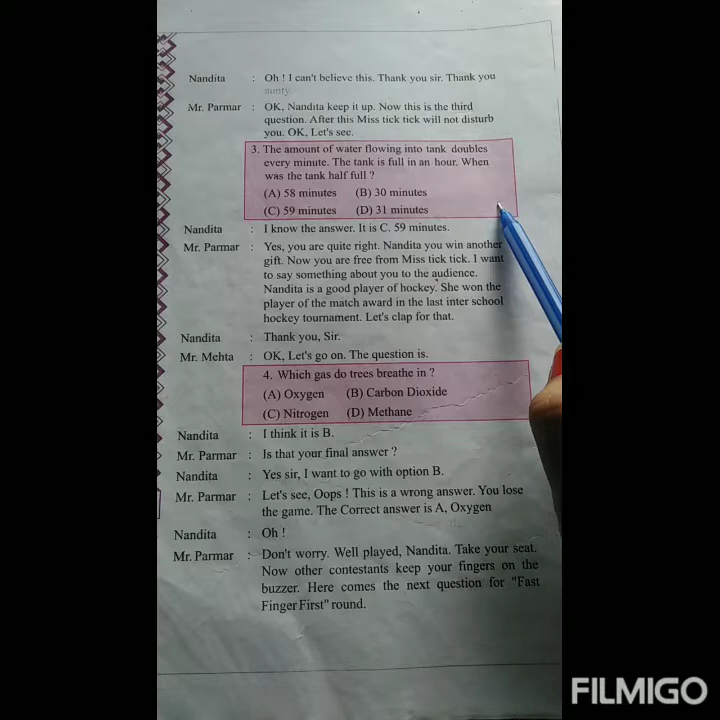 Nandita : Oh ! I can't believe this. Thank you sir. Thank you
aunty.
Mr. Parmar : OK, Nandita keep it up. Now this is the third
question. After this Miss tick tick will not disturb
you. OK, Let's see.
3. The amount of water flowing into tank doubles
every minute. The tank is full in an hour. When
was the tank half full ?
(A) 58 minutes (B) 30 minutes
(C) 59 minutes (D) 31 minutes
Nandita : I know the answer. It is C. 59 minutes.
Mr. Parmar : Yes, you are quite right. Nandita you win another
gift. Now you are free from Miss tick tick. I want
to say something about you to the audience.
Nandita is a good player of hockey. She won the
player of the match award in the last inter school
hockey tournament. Let's clap for that.
Nandita : Thank you, Sir.
Mr. Mehta : OK, Let's go on. The question is.
4. Which gas do trees breathe in ?
(A) Oxygen (B) Carbon Dioxide
(C) Nitrogen (D) Methane
Nandita : I think it is B.
Mr. Parmar : Is that your final answer ?
Nandita : Yes sir, I want to go with option B.
Mr. Parmar : Let's see, Oops ! This is a wrong answer. You lose
the game. The Correct answer is A, Oxygen
Nandita : Oh !
Mr. Parmar : Don't worry. Well played, Nandita. Take your seat.
Now other contestants keep your fingers on the
buzzer. Here comes the next question for "Fast
Finger First" round.
FILMIGO